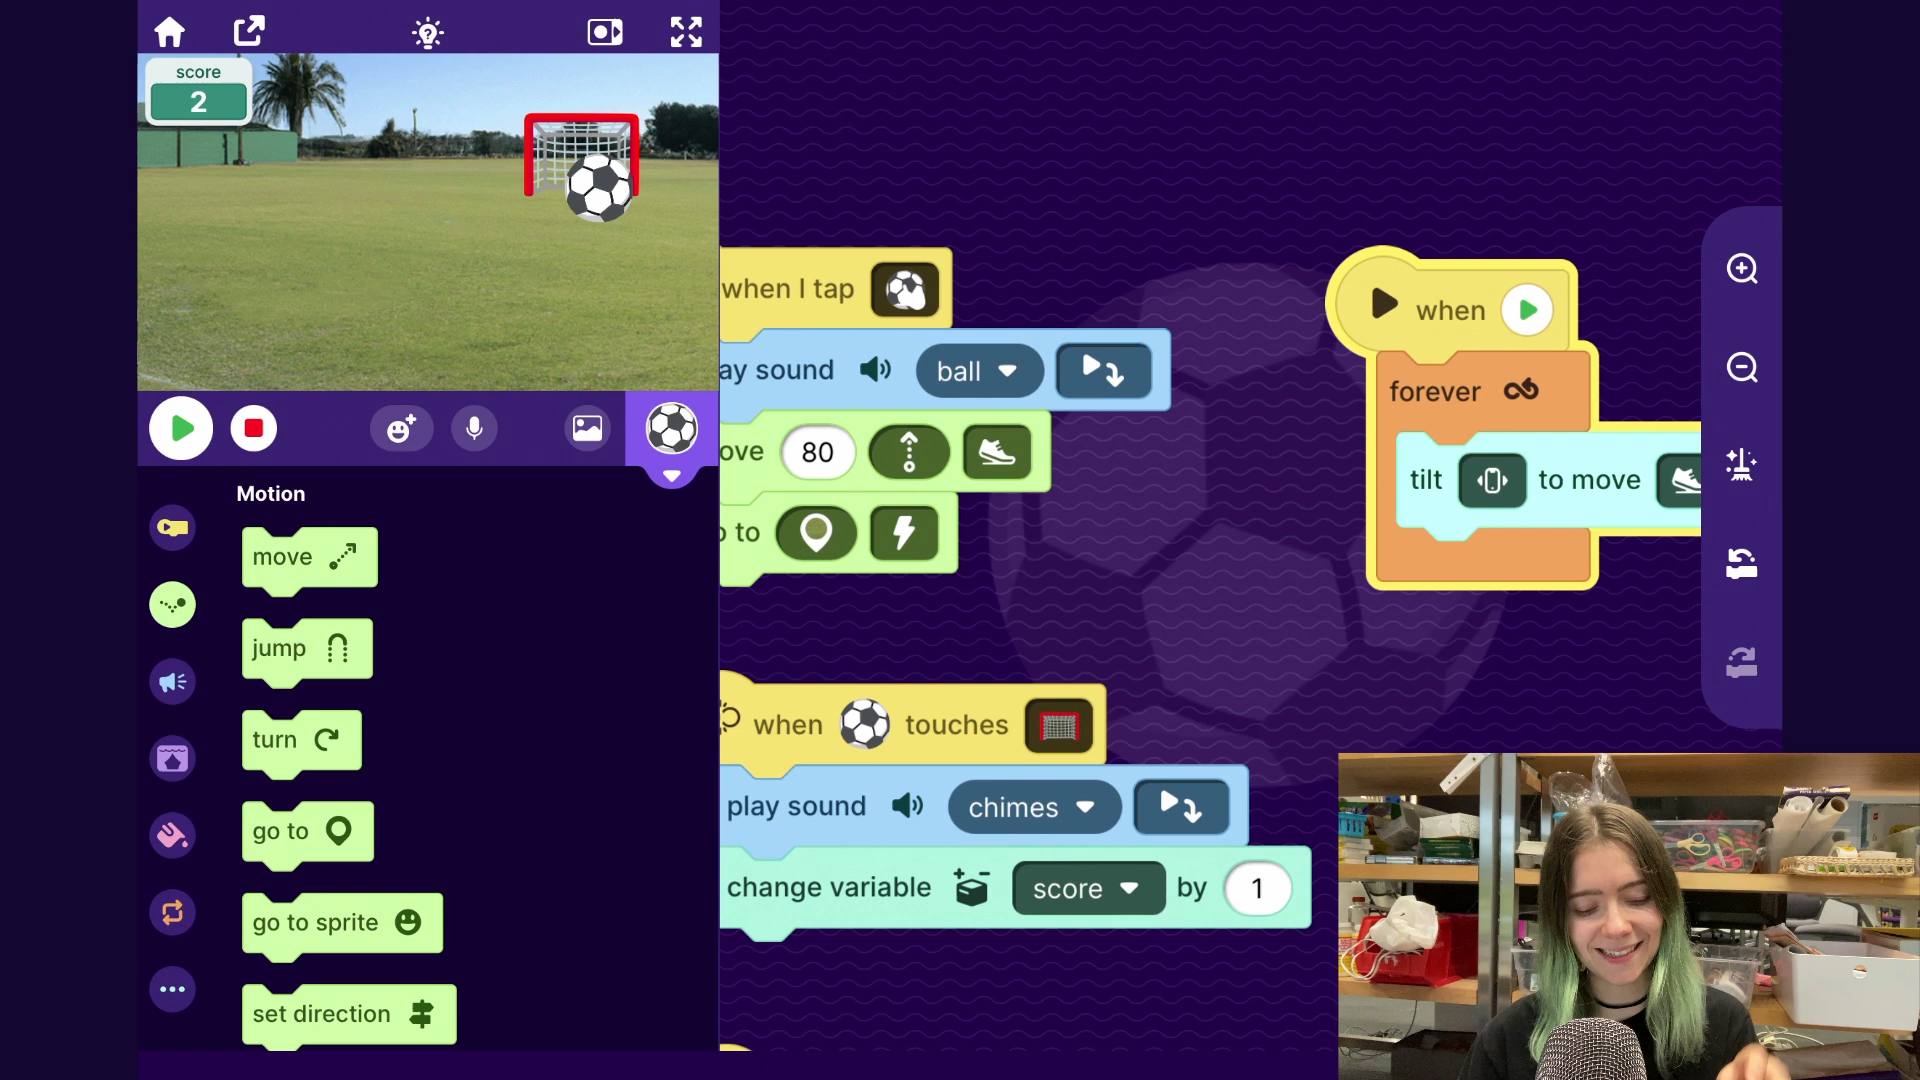 score
2
Motion
move
jump
turn
go to
go to sprite
set direction
when I tap
ay sound ball
ove 80
to
when touches
play sound chimes
change variable score by 1
when
forever
tilt to move